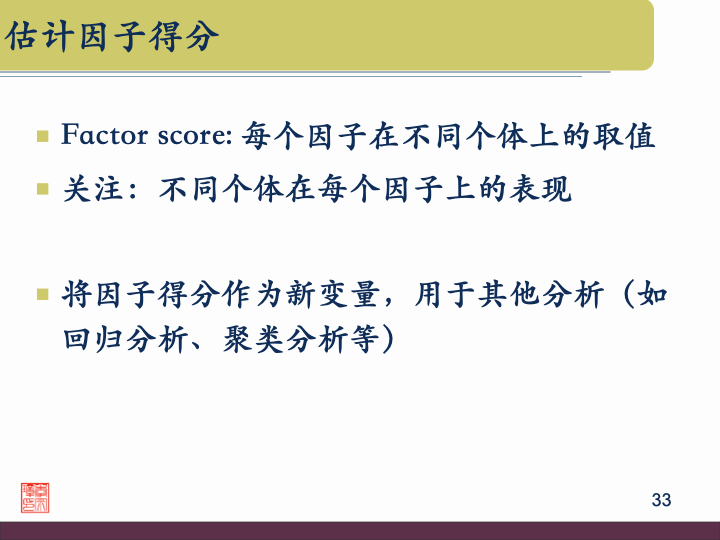 估计因子得分
Factor score: 每个因子在不同个体上的取值
关注：不同个体在每个因子上的表现
将因子得分作为新变量，用于其他分析（如
回归分析、聚类分析等）
33